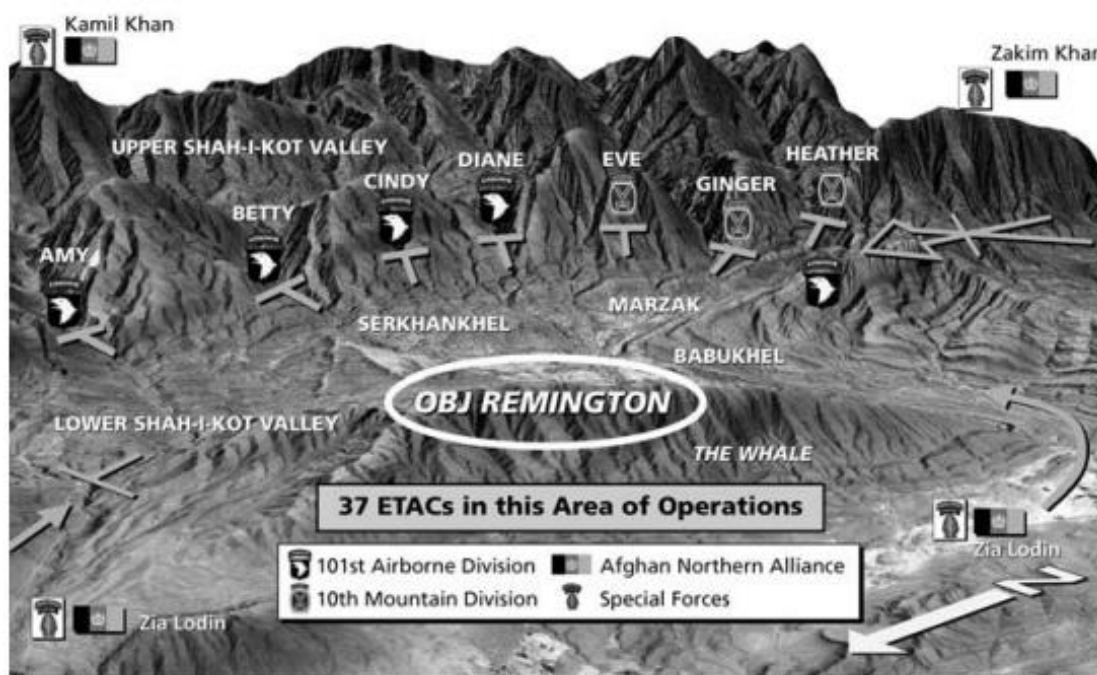 Kamil Khan
Zakim Khan
UPPER SHAH-I-KOT VALLEY
DIANE
EVE
HEATHER
CINDY
GINGER
BETTY
AMY
MARZAK
SERKHANKHEL
BABUKHEL
OBJ REMINGTON
LOWER SHAH-I-KOT VALLEY
THE WHALE
37 ETACs in this Area of Operations
Zia Lodin
101st Airborne Division
Afghan Northern Alliance
10th Mountain Division
Special Forces
Zia Lodin